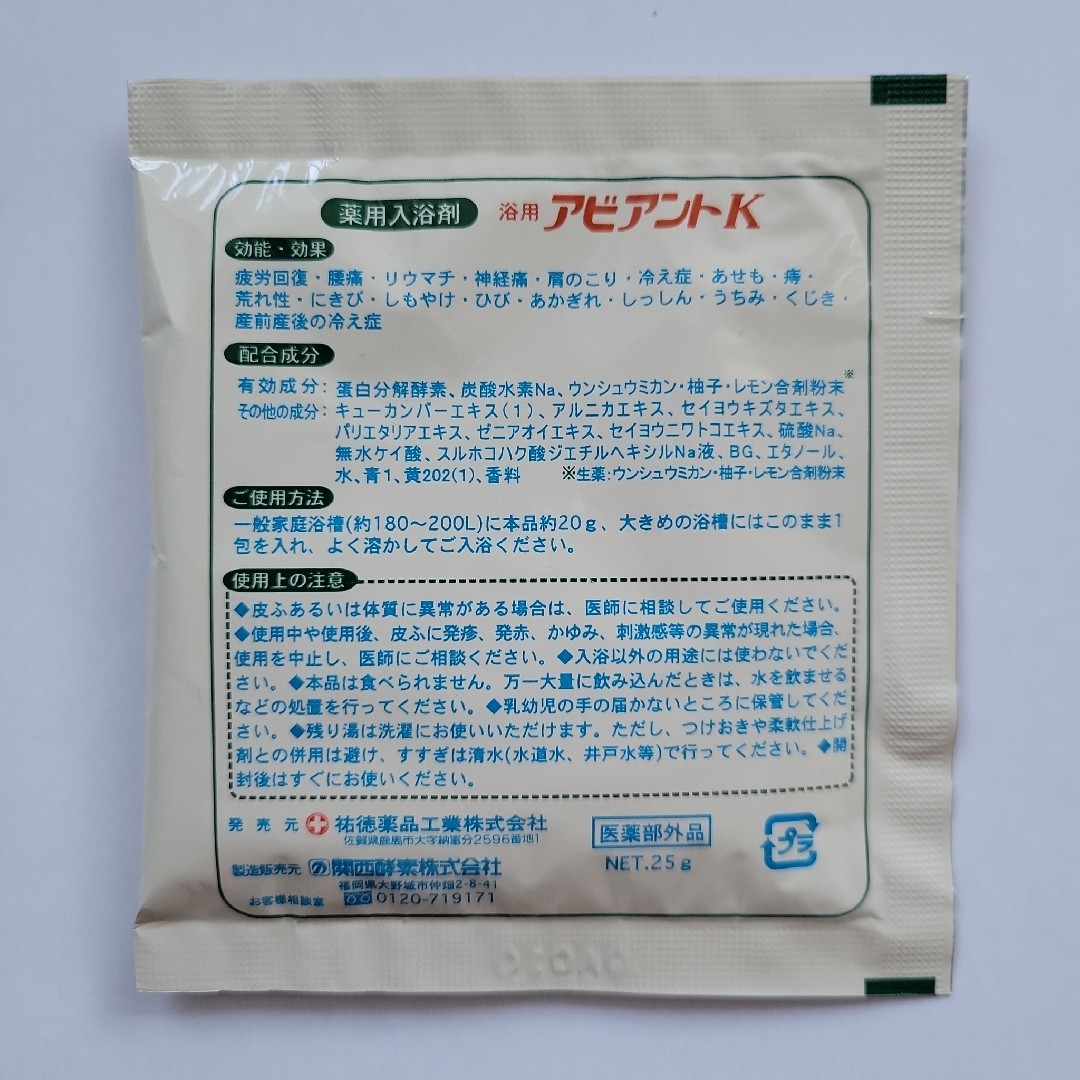 薬用入浴剤 浴用 アビアントK
効能・効果
疲労回復・腰痛・リウマチ・神経痛・肩のこり・冷え症・あせも・痔・
荒れ性・にきび・しもやけ・ひび・あかぎれ・しっしん・うちみ・くじき・
産前産後の冷え症
配合成分
有効成分：蛋白分解酵素、炭酸水素Na、ウンシュウミカン・柚子・レモン合剤粉末※
その他の成分：キューカンバーエキス(1)、アルニカエキス、セイヨウキズタエキス、
パリエタリアエキス、ゼニアオイエキス、セイヨウニワトコエキス、硫酸Na、
無水ケイ酸、スルホコハク酸ジエチルヘキシルNa液、BG、エタノール、
水、青1、黄202(1)、香料 ※生薬：ウンシュウミカン・柚子・レモン合剤粉末
ご使用方法
一般家庭浴槽(約180〜200L)に本品約20g、大きめの浴槽にはこのまま1
包を入れ、よく溶かしてご入浴ください。
使用上の注意
◆皮ふあるいは体質に異常がある場合は、医師に相談してご使用ください。
◆使用中や使用後、皮ふに発疹、発赤、かゆみ、刺激感等の異常が現れた場合、
使用を中止し、医師にご相談ください。◆入浴以外の用途には使わないでくだ
さい。◆本品は食べられません。万一大量に飲み込んだときは、水を飲ませる
などの処置を行ってください。◆乳幼児の手の届かないところに保管してくだ
さい。◆残り湯は洗濯にお使いいただけます。ただし、つけおきや柔軟仕上げ
剤との併用は避け、すすぎは清水(水道水、井戸水等)で行ってください。◆開
封後はすぐにお使いください。
発売元 祐徳薬品工業株式会社
佐賀県鹿島市大字納富分2596番地1
医薬部外品
プラ
NET.25g
製造販売元 関西酵素株式会社
福岡県大野城市仲畑2-8-41
お客様相談室 0120-719171